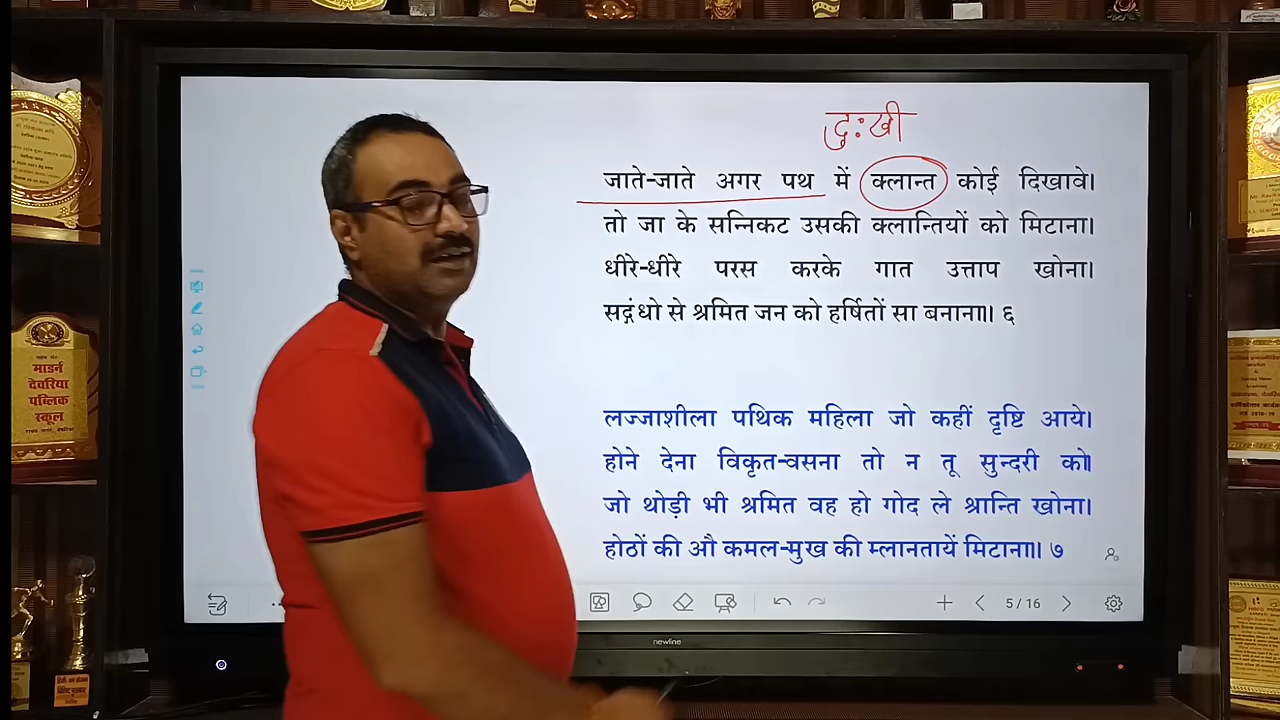 दुःखी
जाते-जाते अगर पथ में क्लान्त कोई दिखावे।
तो जा के सन्निकट उसकी क्लान्तियों को मिटाना।
धीरे-धीरे परस करके गात उत्ताप खोना।
सद्गंधो से श्रमित जन को हर्षितों सा बनाना॥ ६
लज्जाशीला पथिक महिला जो कहीं दृष्टि आये।
होने देना विकृत-वसना तो न तू सुन्दरी को॥
जो थोड़ी भी श्रमित वह हो गोद ले श्रान्ति खोना।
होठों की औ कमल-मुख की म्लानतायें मिटाना॥ ७
5/16
newline
माडर्न
देवरिया
पब्लिक
स्कूल